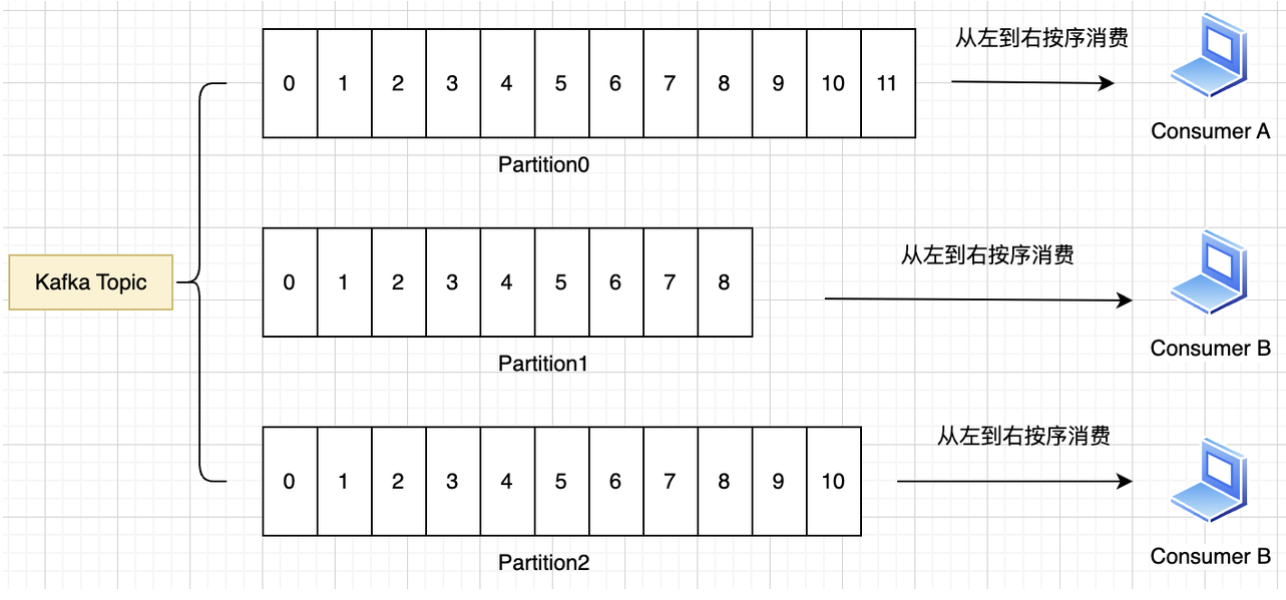 从左到右按序消费
0 1 2 3 4 5 6 7 8 9 10 11
Consumer A
Partition0
Kafka Topic
从左到右按序消费
0 1 2 3 4 5 6 7 8
Consumer B
Partition1
从左到右按序消费
0 1 2 3 4 5 6 7 8 9 10
Consumer B
Partition2